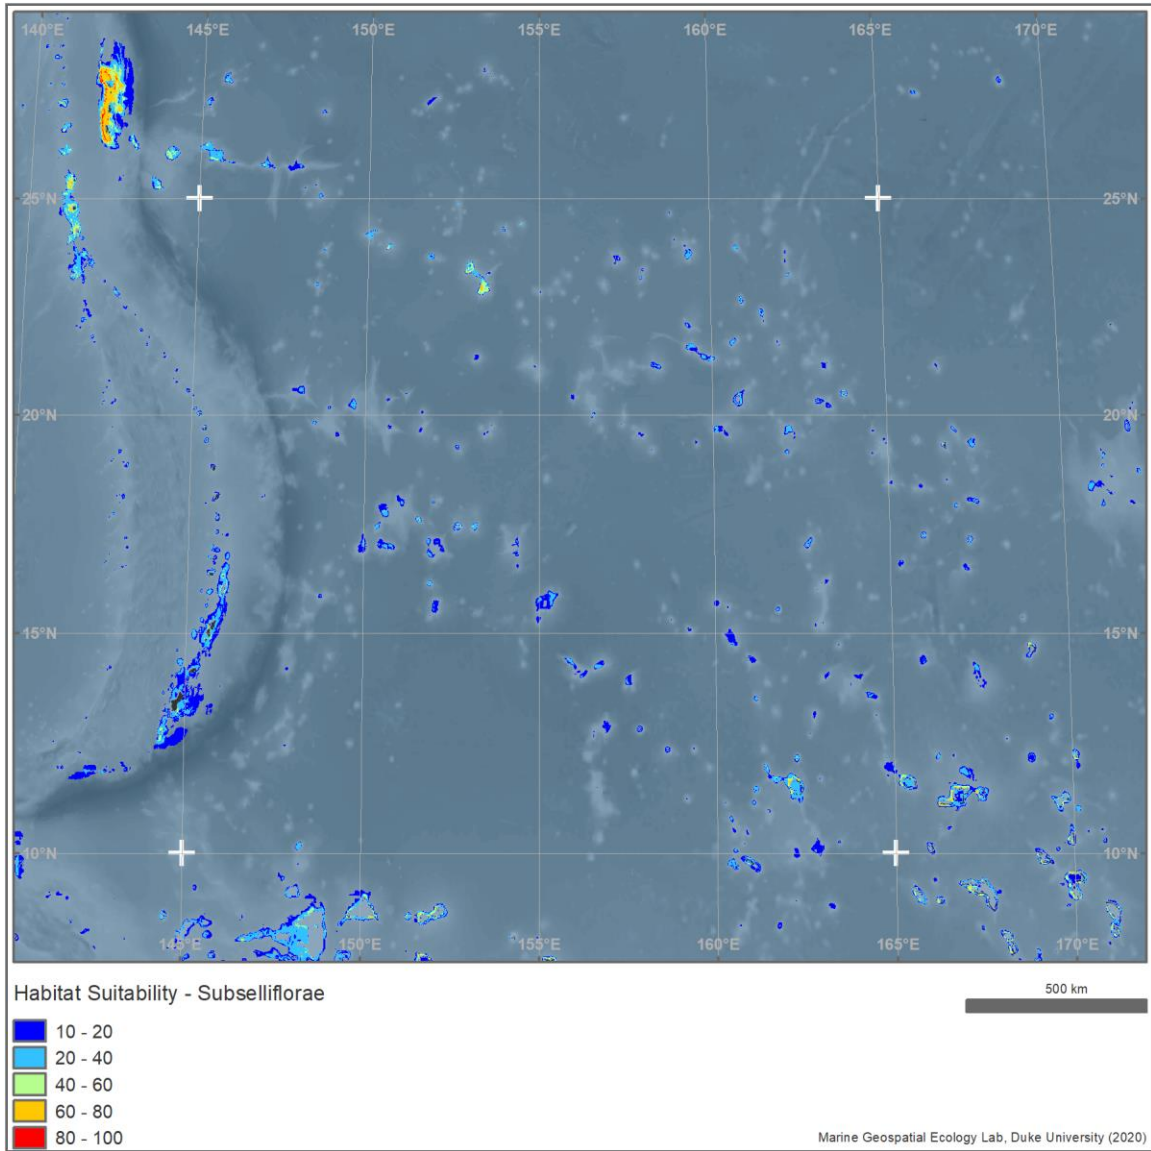 140°E 145°E 150°E 155°E 160°E 165°E 170°E
25°N 25°N
20°N 20°N
15°N 15°N
10°N 10°N
145°E 150°E 155°E 160°E 165°E 170°E
Habitat Suitability - Subselliflorae
500 km
10 - 20
20 - 40
40 - 60
60 - 80
80 - 100
Marine Geospatial Ecology Lab, Duke University (2020)